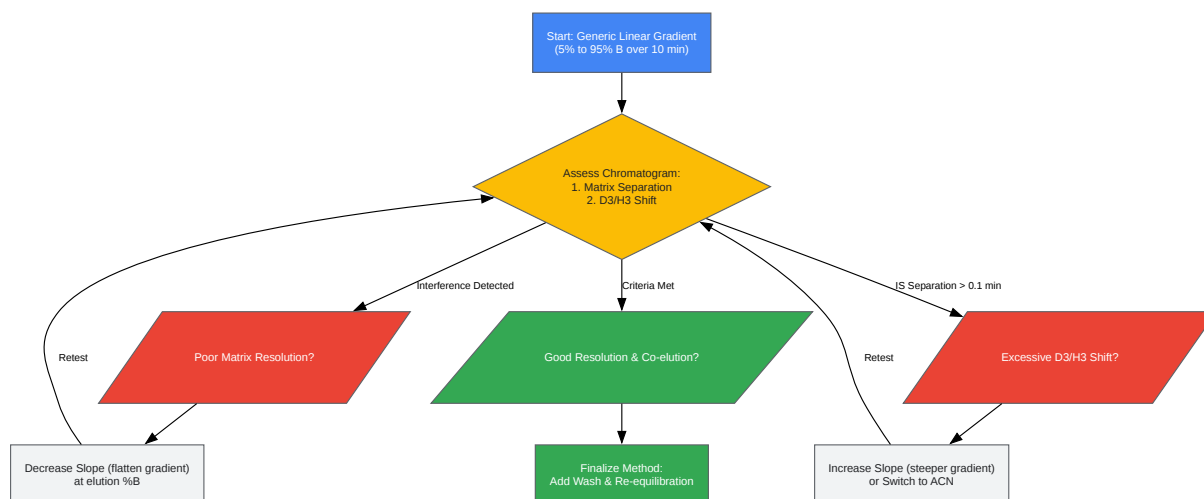 Start: Generic Linear Gradient
(5% to 95% B over 10 min)
Assess Chromatogram:
1. Matrix Separation
2. D3/H3 Shift
Interference Detected
Criteria Met
IS Separation > 0.1 min
Retest
Poor Matrix Resolution?
Good Resolution & Co-elution?
Retest
Excessive D3/H3 Shift?
Decrease Slope (flatten gradient)
at elution %B
Finalize Method:
Add Wash & Re-equilibration
Increase Slope (steeper gradient)
or Switch to ACN